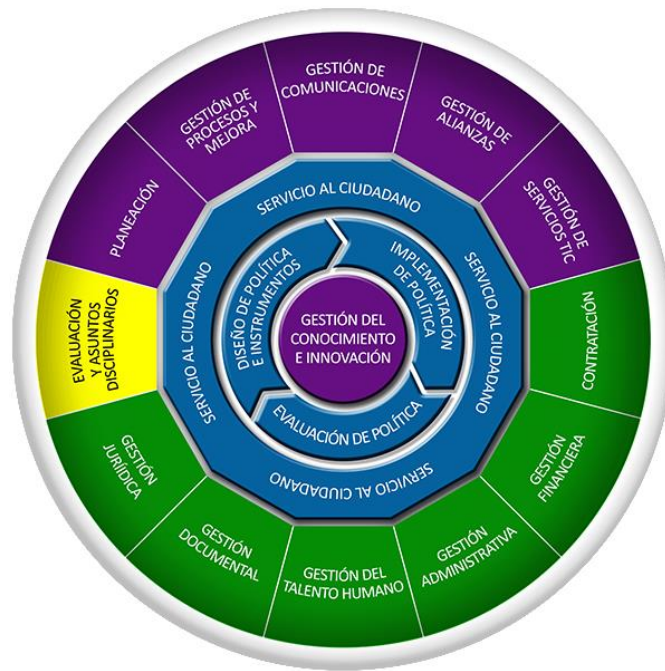 GESTIÓN DE
COMUNICACIONES
GESTIÓN DE
ALIANZAS
GESTIÓN DE
SERVICIOS TIC
CONTRATACIÓN
GESTIÓN
FINANCIERA
GESTIÓN
ADMINISTRATIVA
GESTIÓN DEL
TALENTO HUMANO
GESTIÓN
DOCUMENTAL
GESTIÓN
JURÍIDICA
EVALUACIÓN
Y ASUNTOS
DISCIPLINARIOS
PLANEACIÓN
GESTIÓN DE
PROCESOS Y
MEJORA
SERVICIO AL CIUDADANO
SERVICIO AL CIUDADANO
SERVICIO AL CIUDADANO
SERVICIO AL CIUDADANO
DISEÑO DE POLÍTICA
E INSTRUMENTOS
IMPLEMENTACIÓN
DE POLÍTICA
EVALUACIÓN DE POLÍTICA
GESTIÓN DEL
CONOCIMIENTO
E INNOVACIÓN